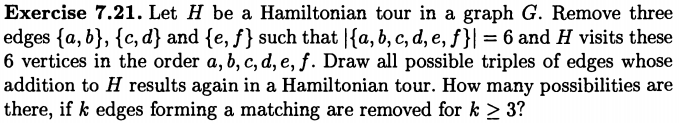 Exercise 7.21. Let H be a Hamiltonian tour in a graph G. Remove three
edges {a, b}, {c, d} and {e, f} such that |{a, b, c, d, e, f}| = 6 and H visits these
6 vertices in the order a, b, c, d, e, f. Draw all possible triples of edges whose
addition to H results again in a Hamiltonian tour. How many possibilities are
there, if k edges forming a matching are removed for k ≥ 3?